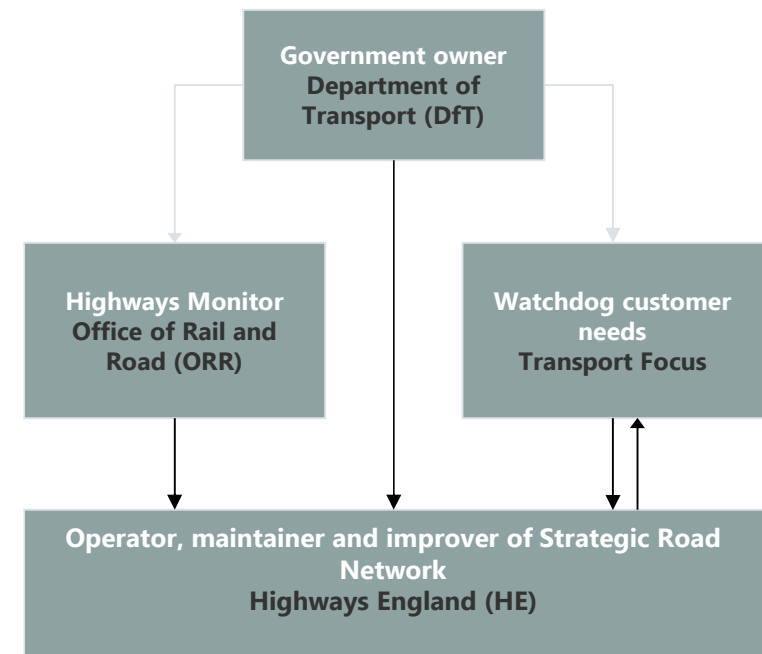 Government owner
Department of
Transport (DfT)
Highways Monitor
Office of Rail and
Road (ORR)
Watchdog customer
needs
Transport Focus
Operator, maintainer and improver of Strategic Road
Network
Highways England (HE)